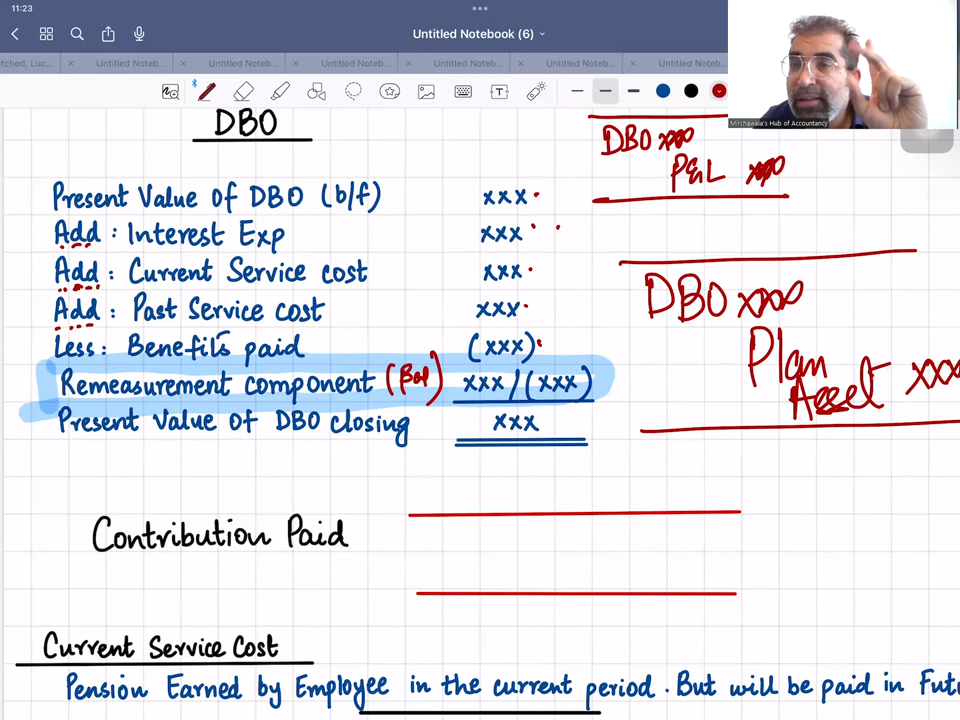 11:23
Untitled Notebook (6)
etched, Luc...
Untitled Noteb...
Untitled Noteb...
Untitled Noteb...
Untitled Noteb...
Untitled Noteb...
Untitled Noteb...
Mirchawala's Hub of Accountancy
DBO
Present Value of DBO (b/f) xxx
Add : Interest Exp xxx
Add : Current Service cost xxx
Add : Past Service cost xxx
Less : Benefits paid (xxx)
Remeasurement component (Bal) xxx/(xxx)
Present Value of DBO closing xxx
DBO xxx
P&L xxx
DBO xxx
Plan
Asset xxx
Contribution Paid
Current Service Cost
Pension Earned by Employee in the current period. But will be paid in Futu